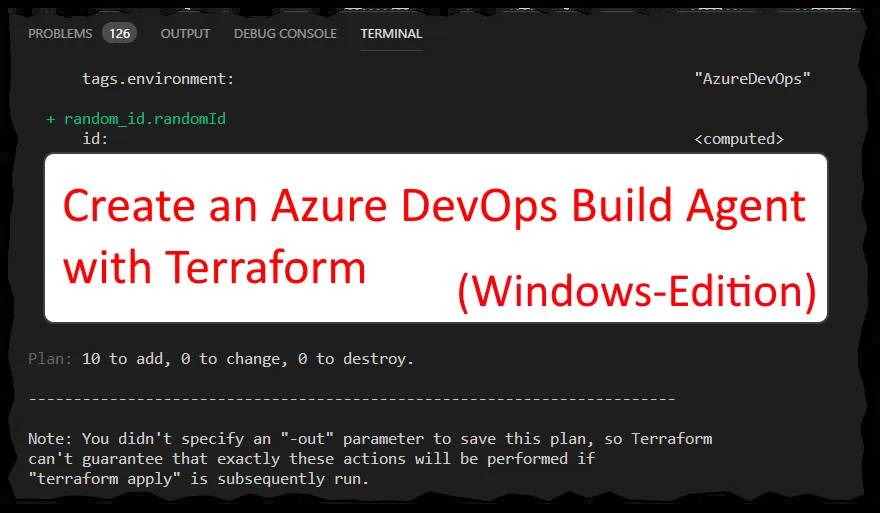 PROBLEMS 126 OUTPUT DEBUG CONSOLE TERMINAL
tags.environment: "AzureDevOps"
+ random_id.randomId
id: <computed>
Create an Azure DevOps Build Agent
with Terraform
(Windows-Edition)
Plan: 10 to add, 0 to change, 0 to destroy.
------------------------------------------------------------------------
Note: You didn't specify an "-out" parameter to save this plan, so Terraform
can't guarantee that exactly these actions will be performed if
"terraform apply" is subsequently run.